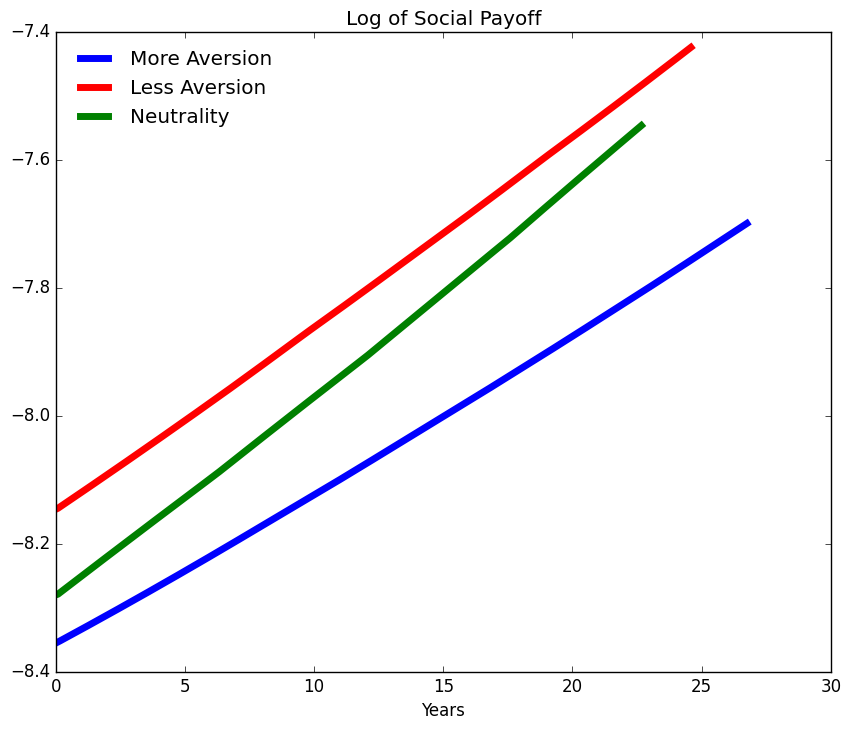 Log of Social Payoff
More Aversion
Less Aversion
Neutrality
−7.4
−7.6
−7.8
−8.0
−8.2
−8.4
0 5 10 15 20 25 30
Years